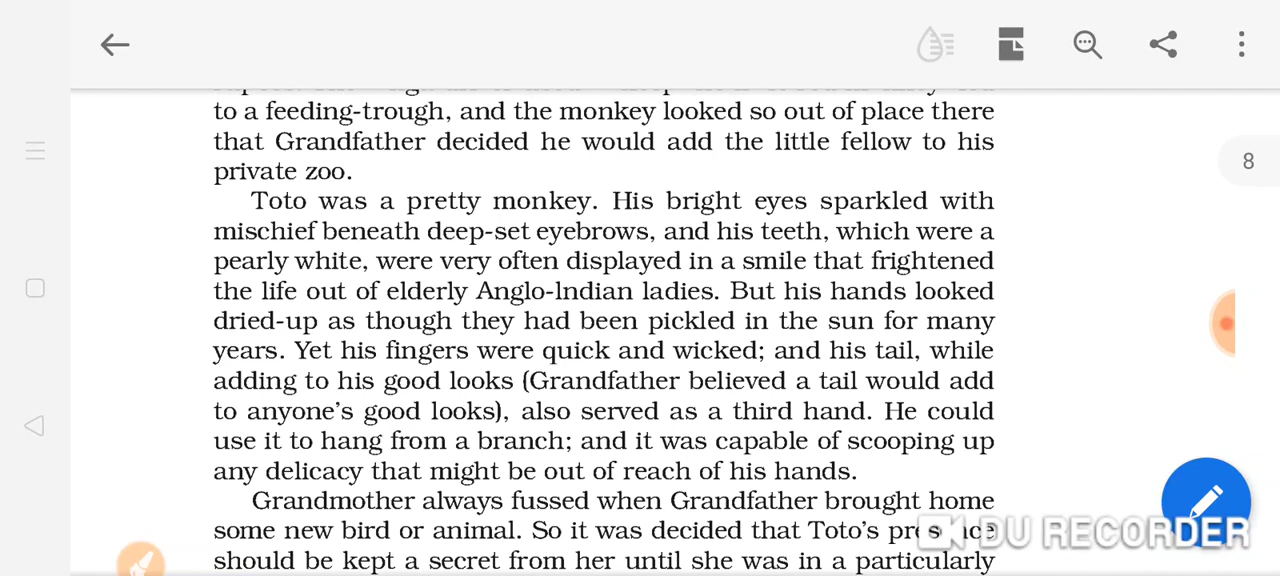 to a feeding-trough, and the monkey looked so out of place there
that Grandfather decided he would add the little fellow to his
private zoo.
Toto was a pretty monkey. His bright eyes sparkled with
mischief beneath deep-set eyebrows, and his teeth, which were a
pearly white, were very often displayed in a smile that frightened
the life out of elderly Anglo-lndian ladies. But his hands looked
dried-up as though they had been pickled in the sun for many
years. Yet his fingers were quick and wicked; and his tail, while
adding to his good looks (Grandfather believed a tail would add
to anyone's good looks), also served as a third hand. He could
use it to hang from a branch; and it was capable of scooping up
any delicacy that might be out of reach of his hands.
Grandmother always fussed when Grandfather brought home
some new bird or animal. So it was decided that Toto's
should be kept a secret from her until she was in a particularly
8
DU RECORDER